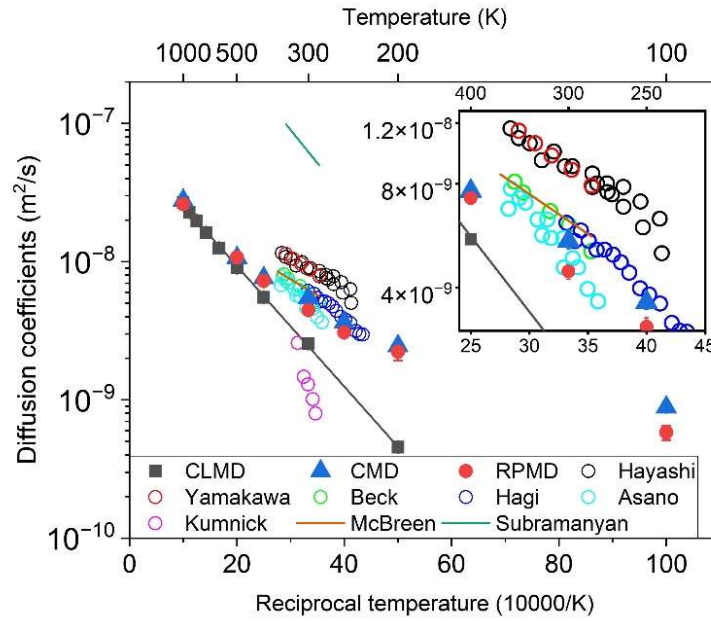 Temperature (K)
1000 500 300 200 100
10⁻⁷
10⁻⁸
10⁻⁹
10⁻¹⁰
Diffusion coefficients (m²/s)
400 300 250
1.2×10⁻⁸
8×10⁻⁹
4×10⁻⁹
25 30 35 40 45
CLMD CMD RPMD Hayashi
Yamakawa Beck Hagi Asano
Kumnick McBreen Subramanyan
0 20 40 60 80 100
Reciprocal temperature (10000/K)